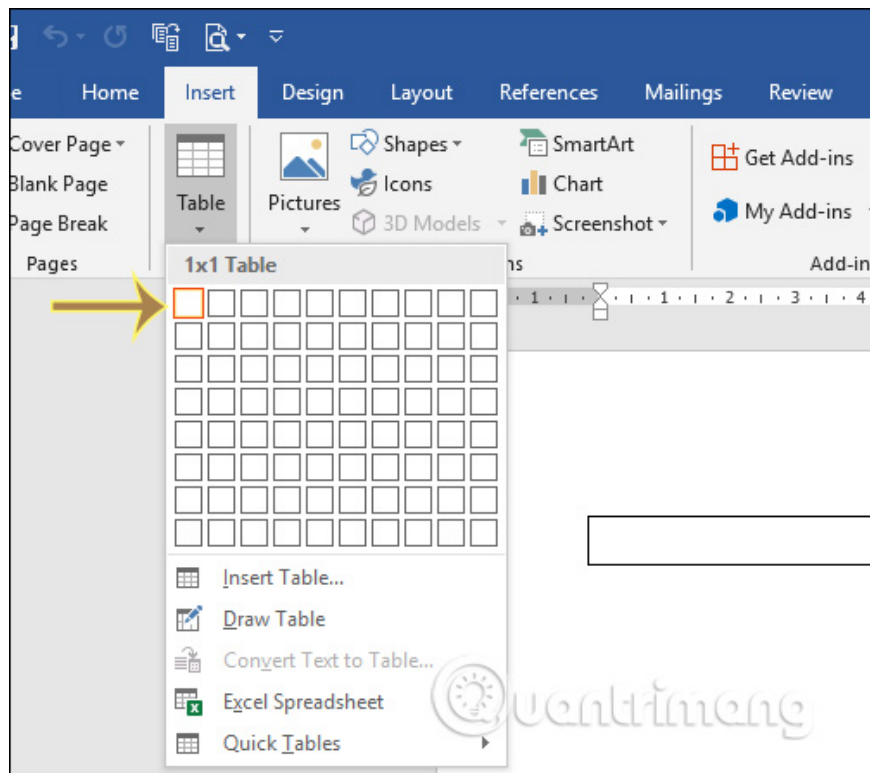 Home Insert Design Layout References Mailings Review
Cover Page
Blank Page
Page Break
Pages
Table
Pictures
Shapes
Icons
3D Models
SmartArt
Chart
Screenshot
Get Add-ins
My Add-ins
Add-in
1x1 Table
1 1 2 3 4
Insert Table...
Draw Table
Convert Text to Table...
Excel Spreadsheet
Quick Tables
Quantrimang